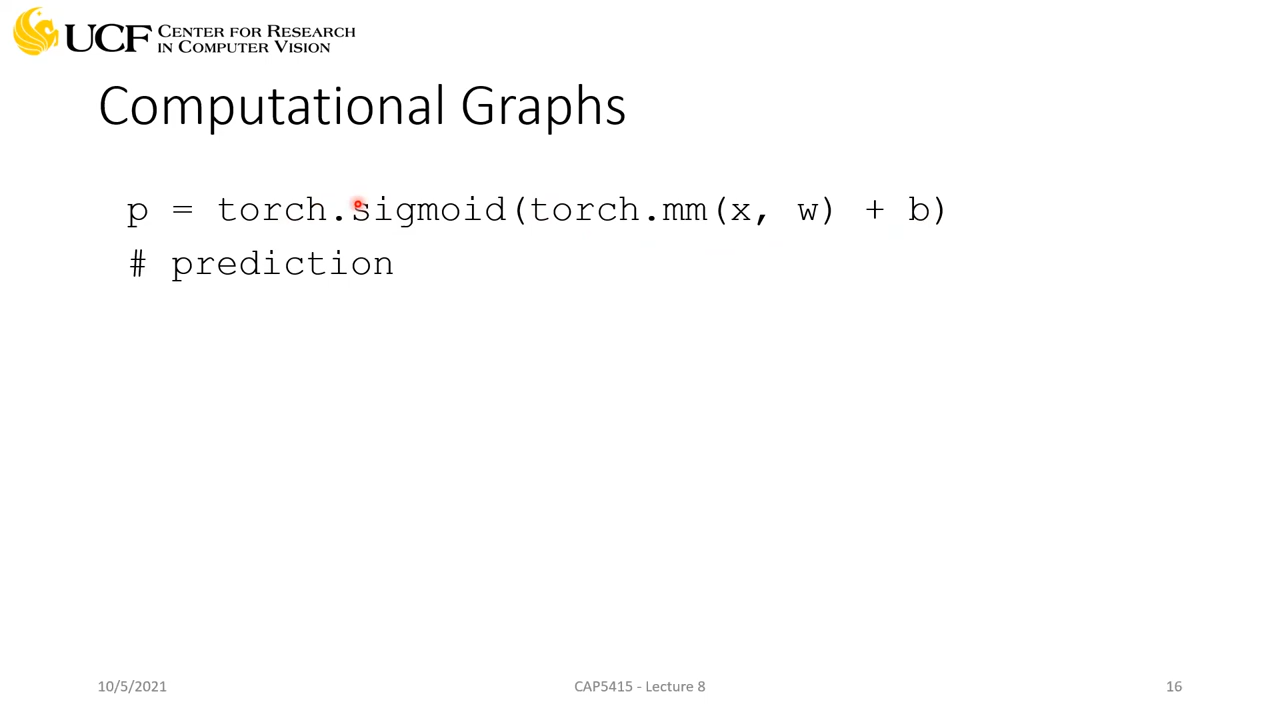 UCF CENTER FOR RESEARCH
IN COMPUTER VISION
Computational Graphs
p = torch.sigmoid(torch.mm(x, w) + b)
# prediction
10/5/2021
CAP5415 - Lecture 8
16